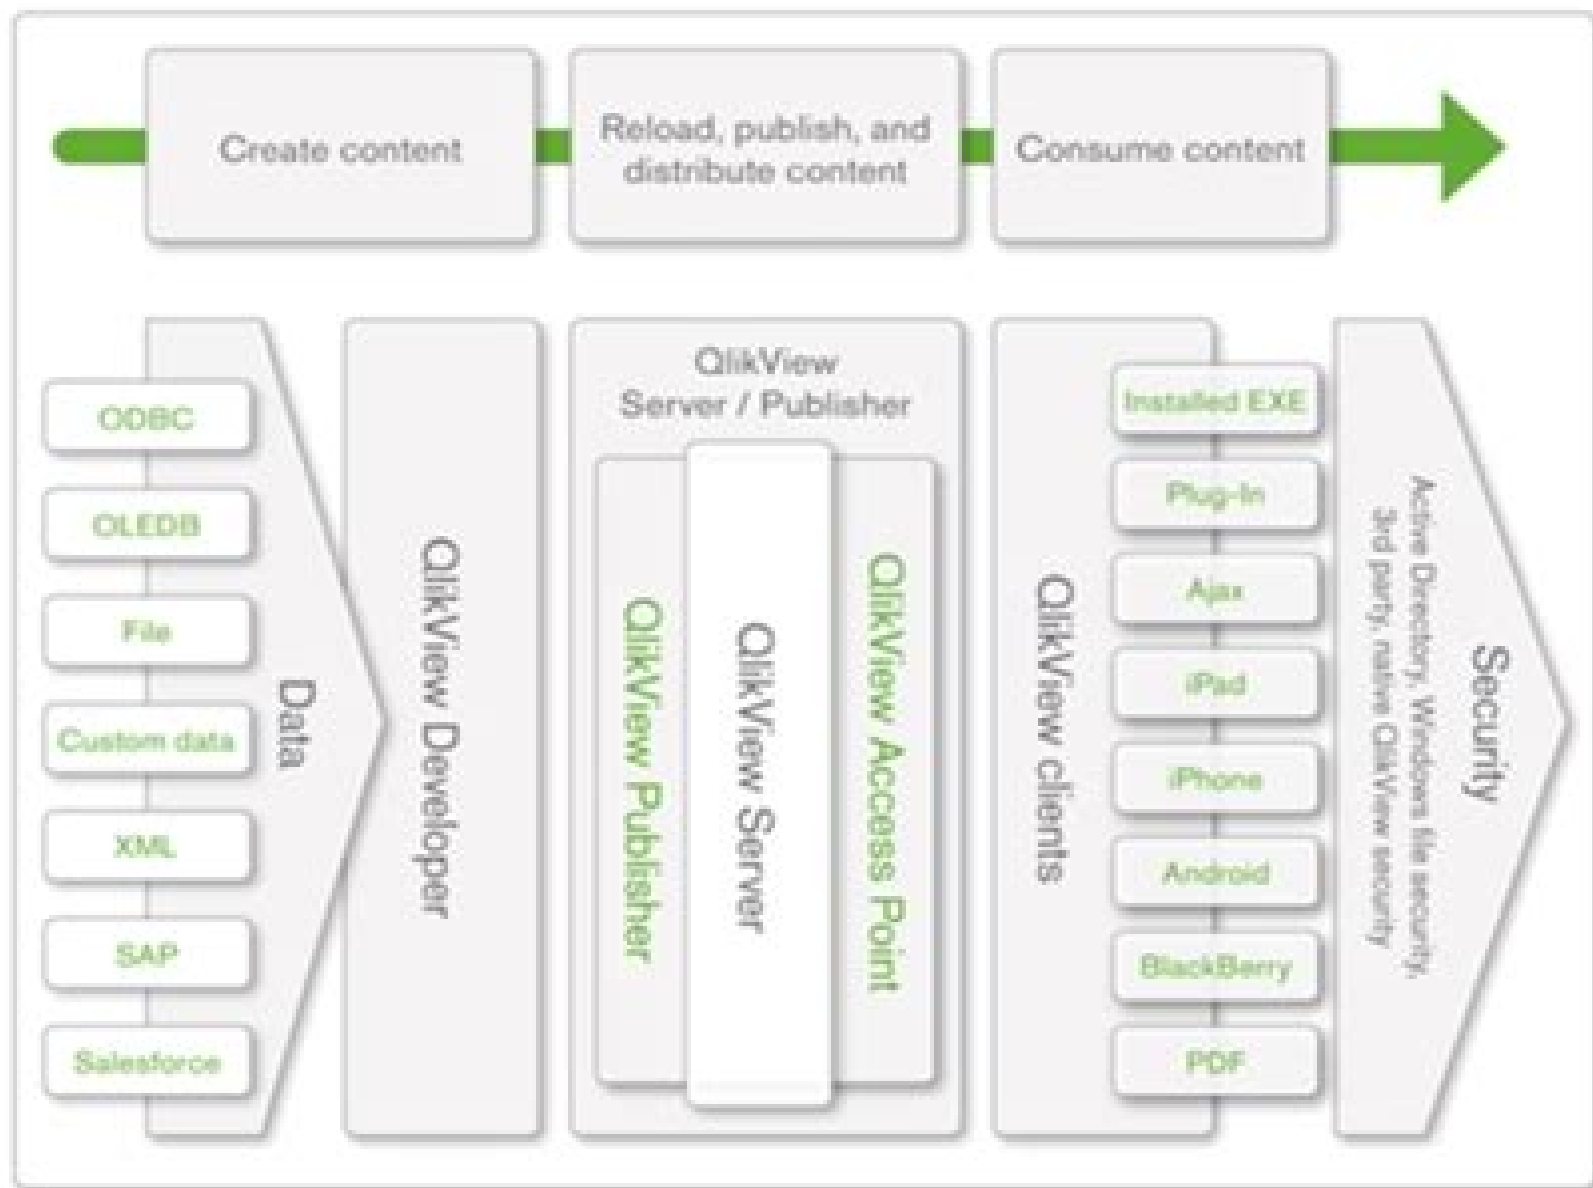 Create content
Reload, publish, and
distribute content
Consume content
ODBC
OLEDB
File
Custom data
XML
SAP
Salesforce
Data
QlikView Developer
QlikView
Server / Publisher
QlikView Publisher
QlikView Server
QlikView Access Point
QlikView clients
Installed EXE
Plug-In
Ajax
iPad
iPhone
Android
BlackBerry
PDF
Security
Active Directory, Windows file security,
3rd party, native QlikView security